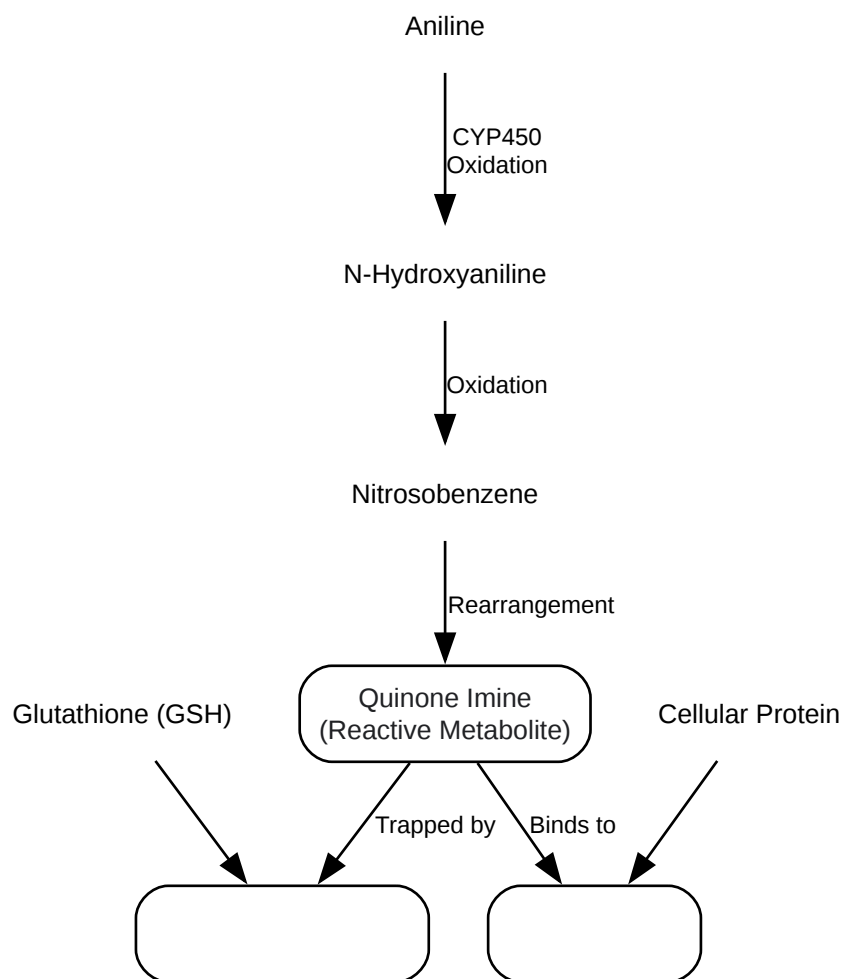 Aniline
CYP450
Oxidation
N-Hydroxyaniline
Oxidation
Nitrosobenzene
Rearrangement
Glutathione (GSH)
Quinone Imine
(Reactive Metabolite)
Cellular Protein
Trapped by
Binds to